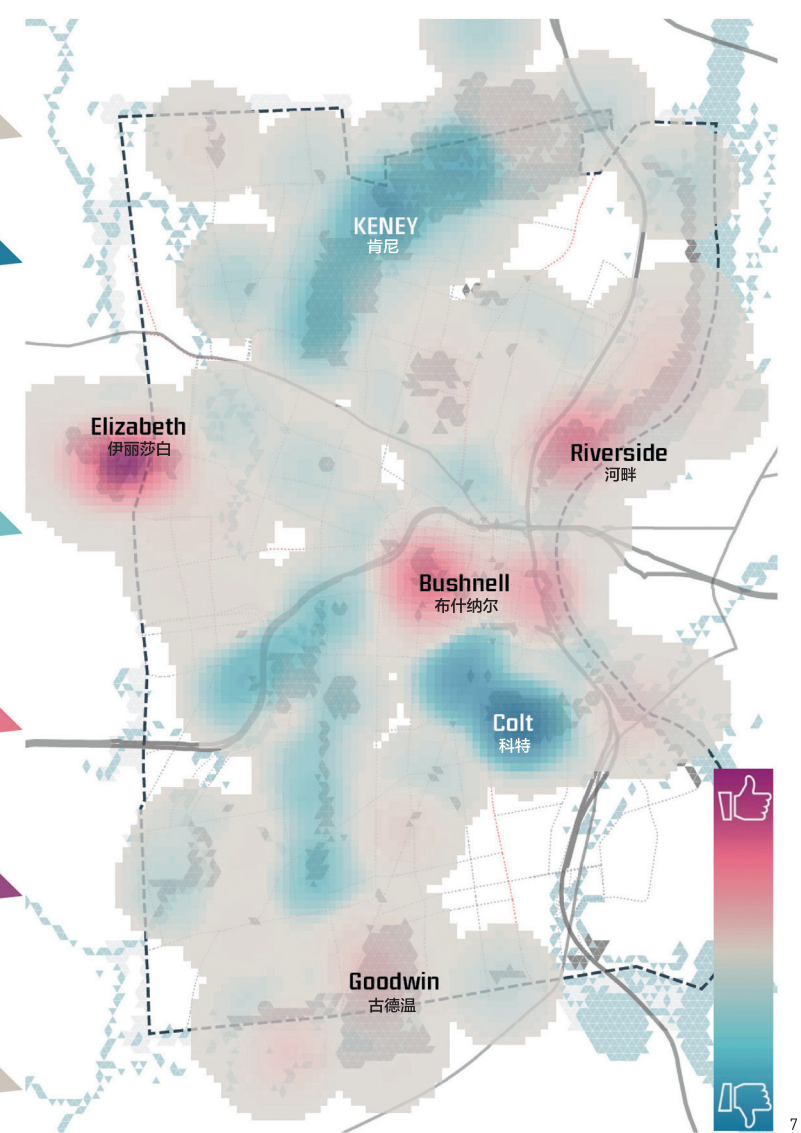 KENEY
肯尼
Elizabeth
伊丽莎白
Riverside
河畔
Bushnell
布什纳尔
Colt
科特
Goodwin
古德温
7